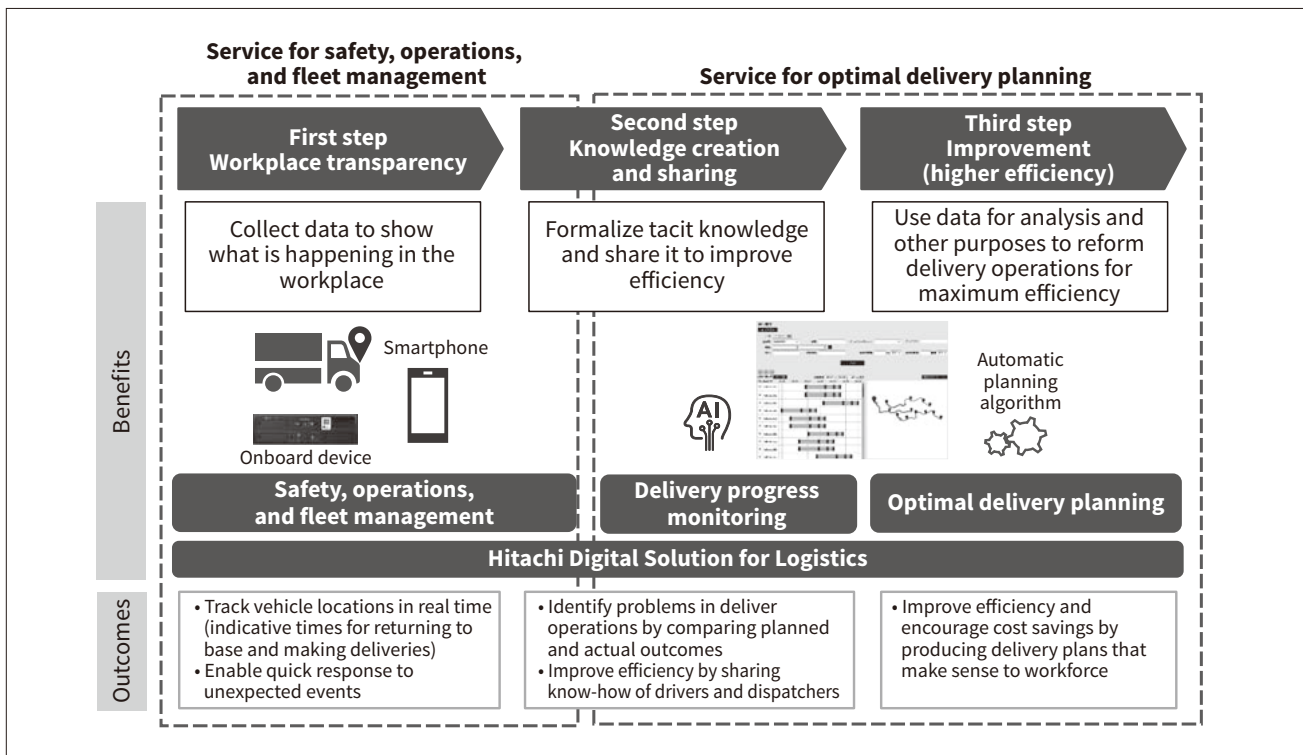 Service for safety, operations,
and fleet management
Service for optimal delivery planning
First step
Workplace transparency
Second step
Knowledge creation
and sharing
Third step
Improvement
(higher efficiency)
Benefits
Collect data to show
what is happening in the
workplace
Formalize tacit knowledge
and share it to improve
efficiency
Use data for analysis and
other purposes to reform
delivery operations for
maximum efficiency
Smartphone
Onboard device
AI
Automatic
planning
algorithm
Safety, operations,
and fleet management
Delivery progress
monitoring
Optimal delivery planning
Hitachi Digital Solution for Logistics
Outcomes
• Track vehicle locations in real time
(indicative times for returning to
base and making deliveries)
• Enable quick response to
unexpected events
• Identify problems in deliver
operations by comparing planned
and actual outcomes
• Improve efficiency by sharing
know-how of drivers and dispatchers
• Improve efficiency and
encourage cost savings by
producing delivery plans that
make sense to workforce